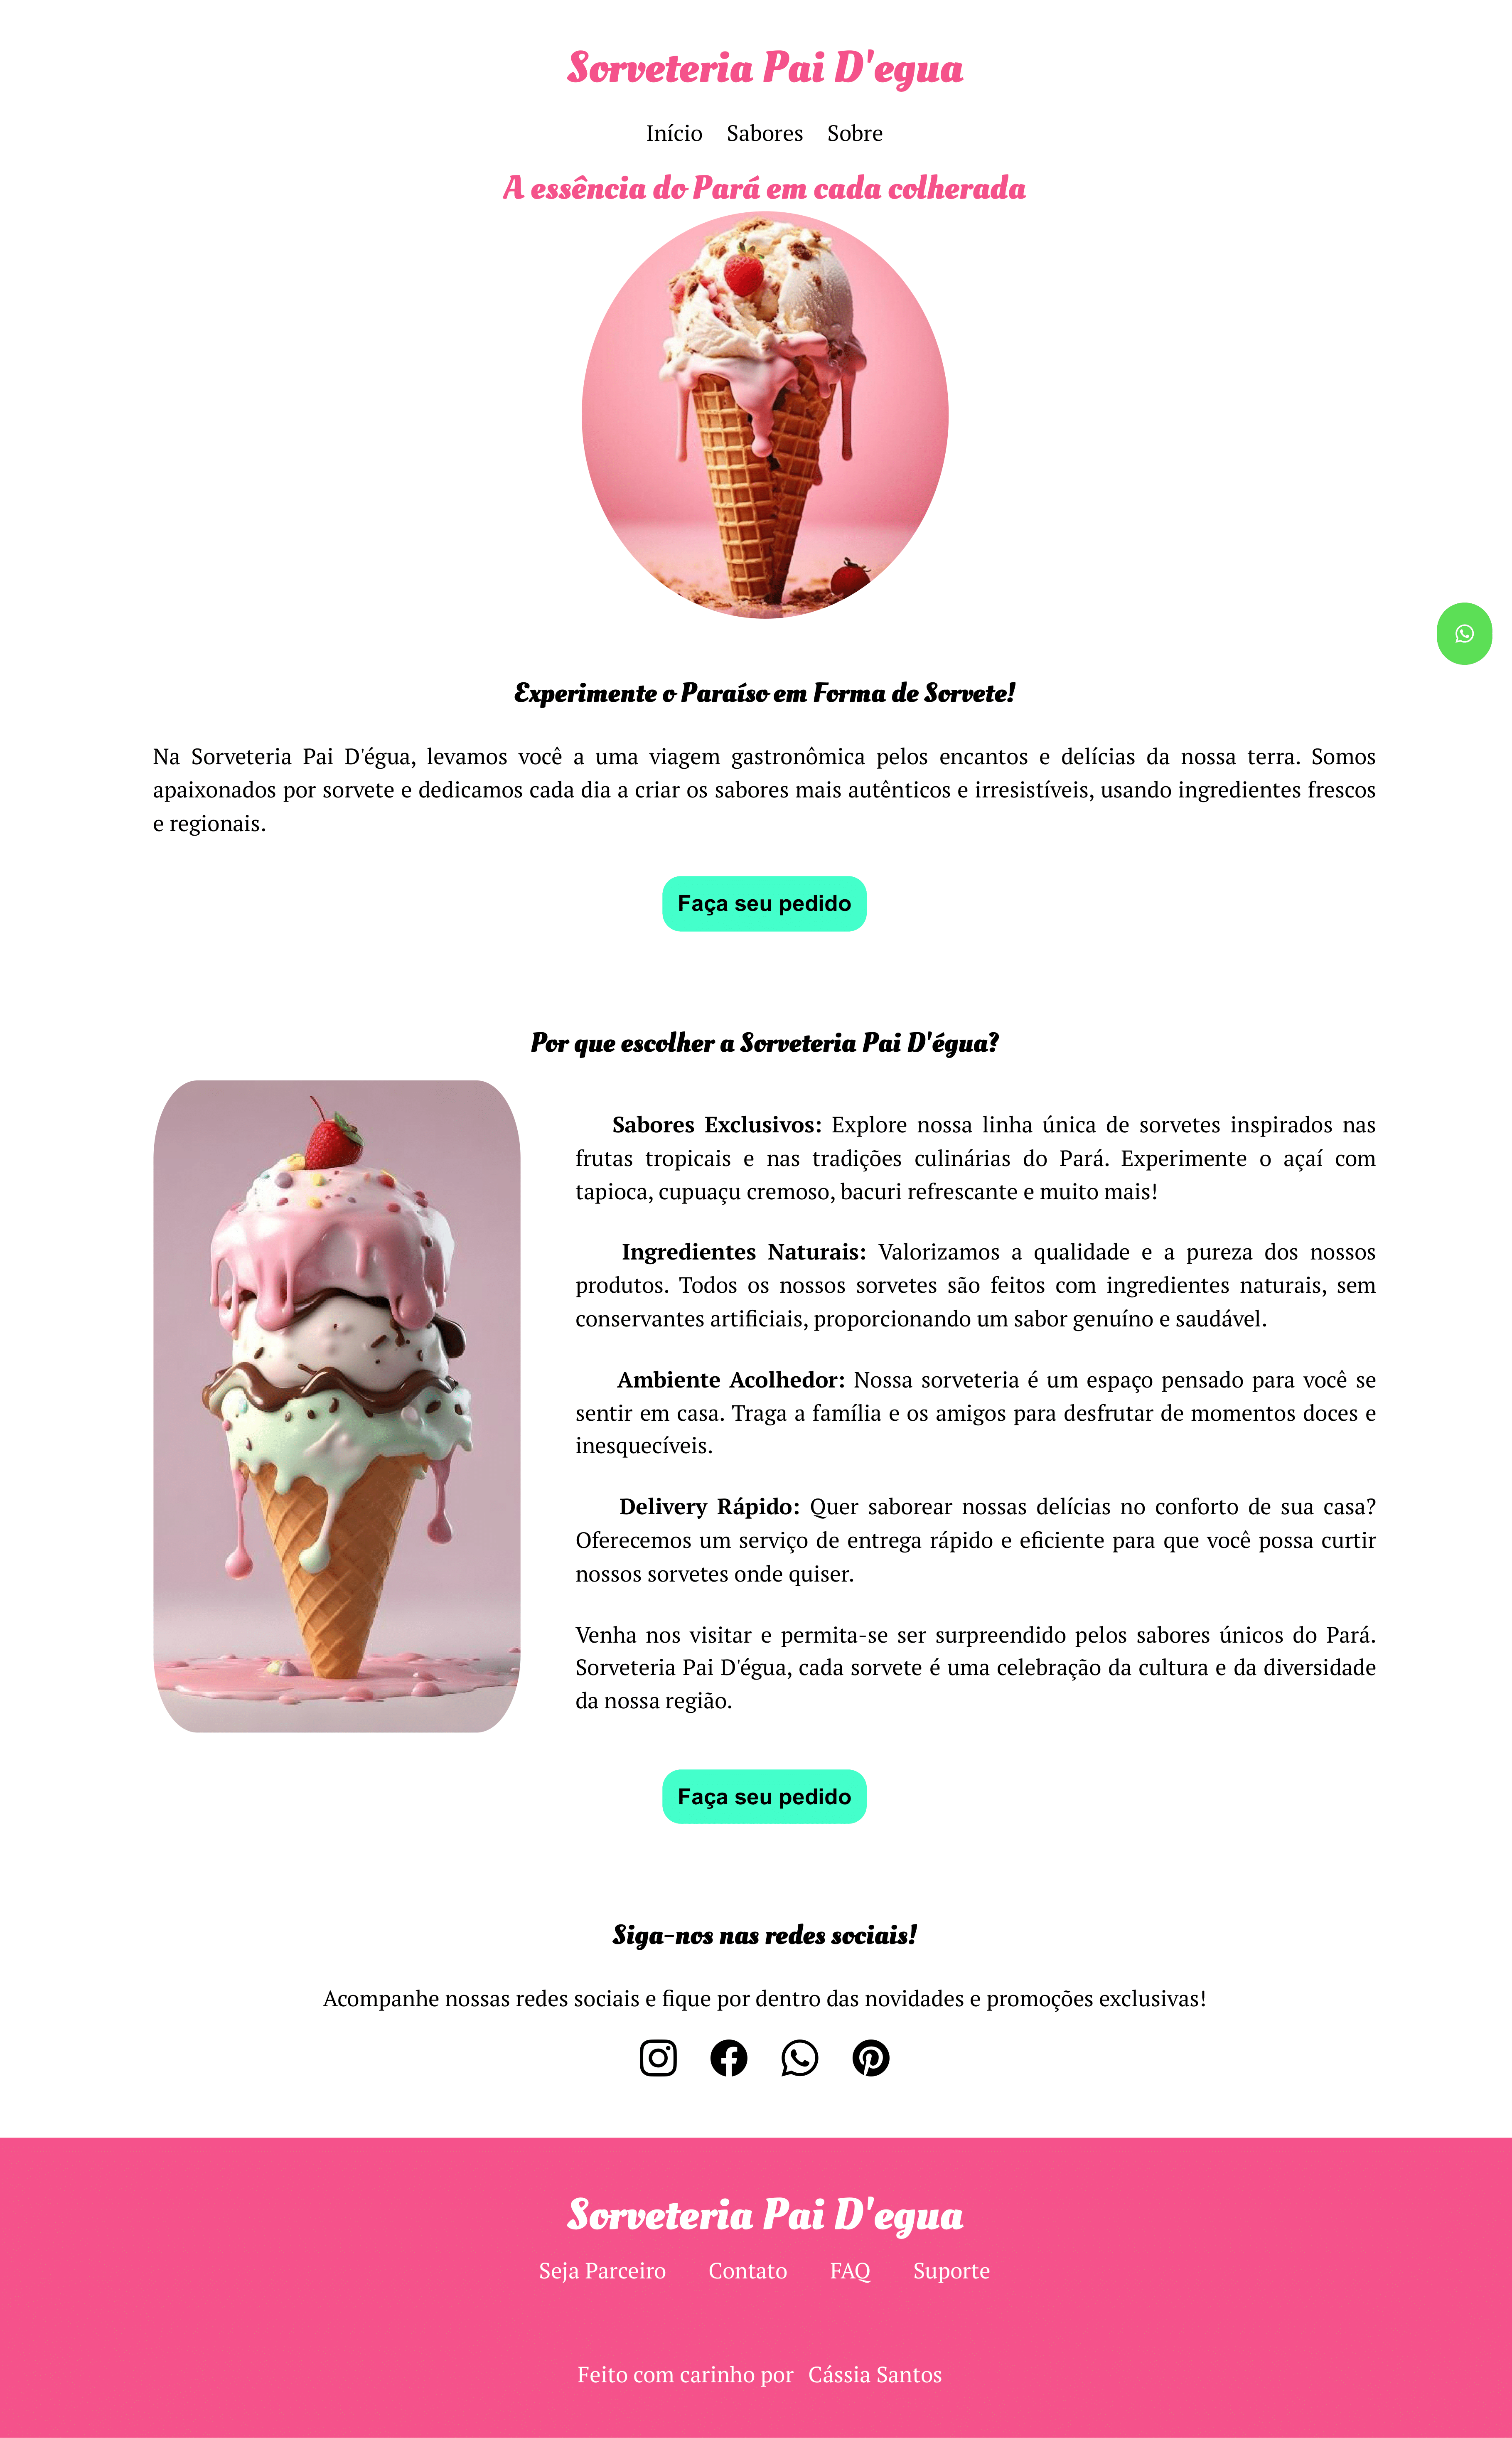 Sorveteria Pai D'egua
Início Sabores Sobre
A essência do Pará em cada colherada
Experimente o Paraíso em Forma de Sorvete!
Na Sorveteria Pai D'égua, levamos você a uma viagem gastronômica pelos encantos e delícias da nossa terra. Somos
apaixonados por sorvete e dedicamos cada dia a criar os sabores mais autênticos e irresistíveis, usando ingredientes frescos
e regionais.
Faça seu pedido
Por que escolher a Sorveteria Pai D'égua?
Sabores Exclusivos: Explore nossa linha única de sorvetes inspirados nas
frutas tropicais e nas tradições culinárias do Pará. Experimente o açaí com
tapioca, cupuaçu cremoso, bacuri refrescante e muito mais!
Ingredientes Naturais: Valorizamos a qualidade e a pureza dos nossos
produtos. Todos os nossos sorvetes são feitos com ingredientes naturais, sem
conservantes artificiais, proporcionando um sabor genuíno e saudável.
Ambiente Acolhedor: Nossa sorveteria é um espaço pensado para você se
sentir em casa. Traga a família e os amigos para desfrutar de momentos doces e
inesquecíveis.
Delivery Rápido: Quer saborear nossas delícias no conforto de sua casa?
Oferecemos um serviço de entrega rápido e eficiente para que você possa curtir
nossos sorvetes onde quiser.
Venha nos visitar e permita-se ser surpreendido pelos sabores únicos do Pará.
Sorveteria Pai D'égua, cada sorvete é uma celebração da cultura e da diversidade
da nossa região.
Faça seu pedido
Siga-nos nas redes sociais!
Acompanhe nossas redes sociais e fique por dentro das novidades e promoções exclusivas!
Sorveteria Pai D'egua
Seja Parceiro Contato FAQ Suporte
Feito com carinho por Cássia Santos